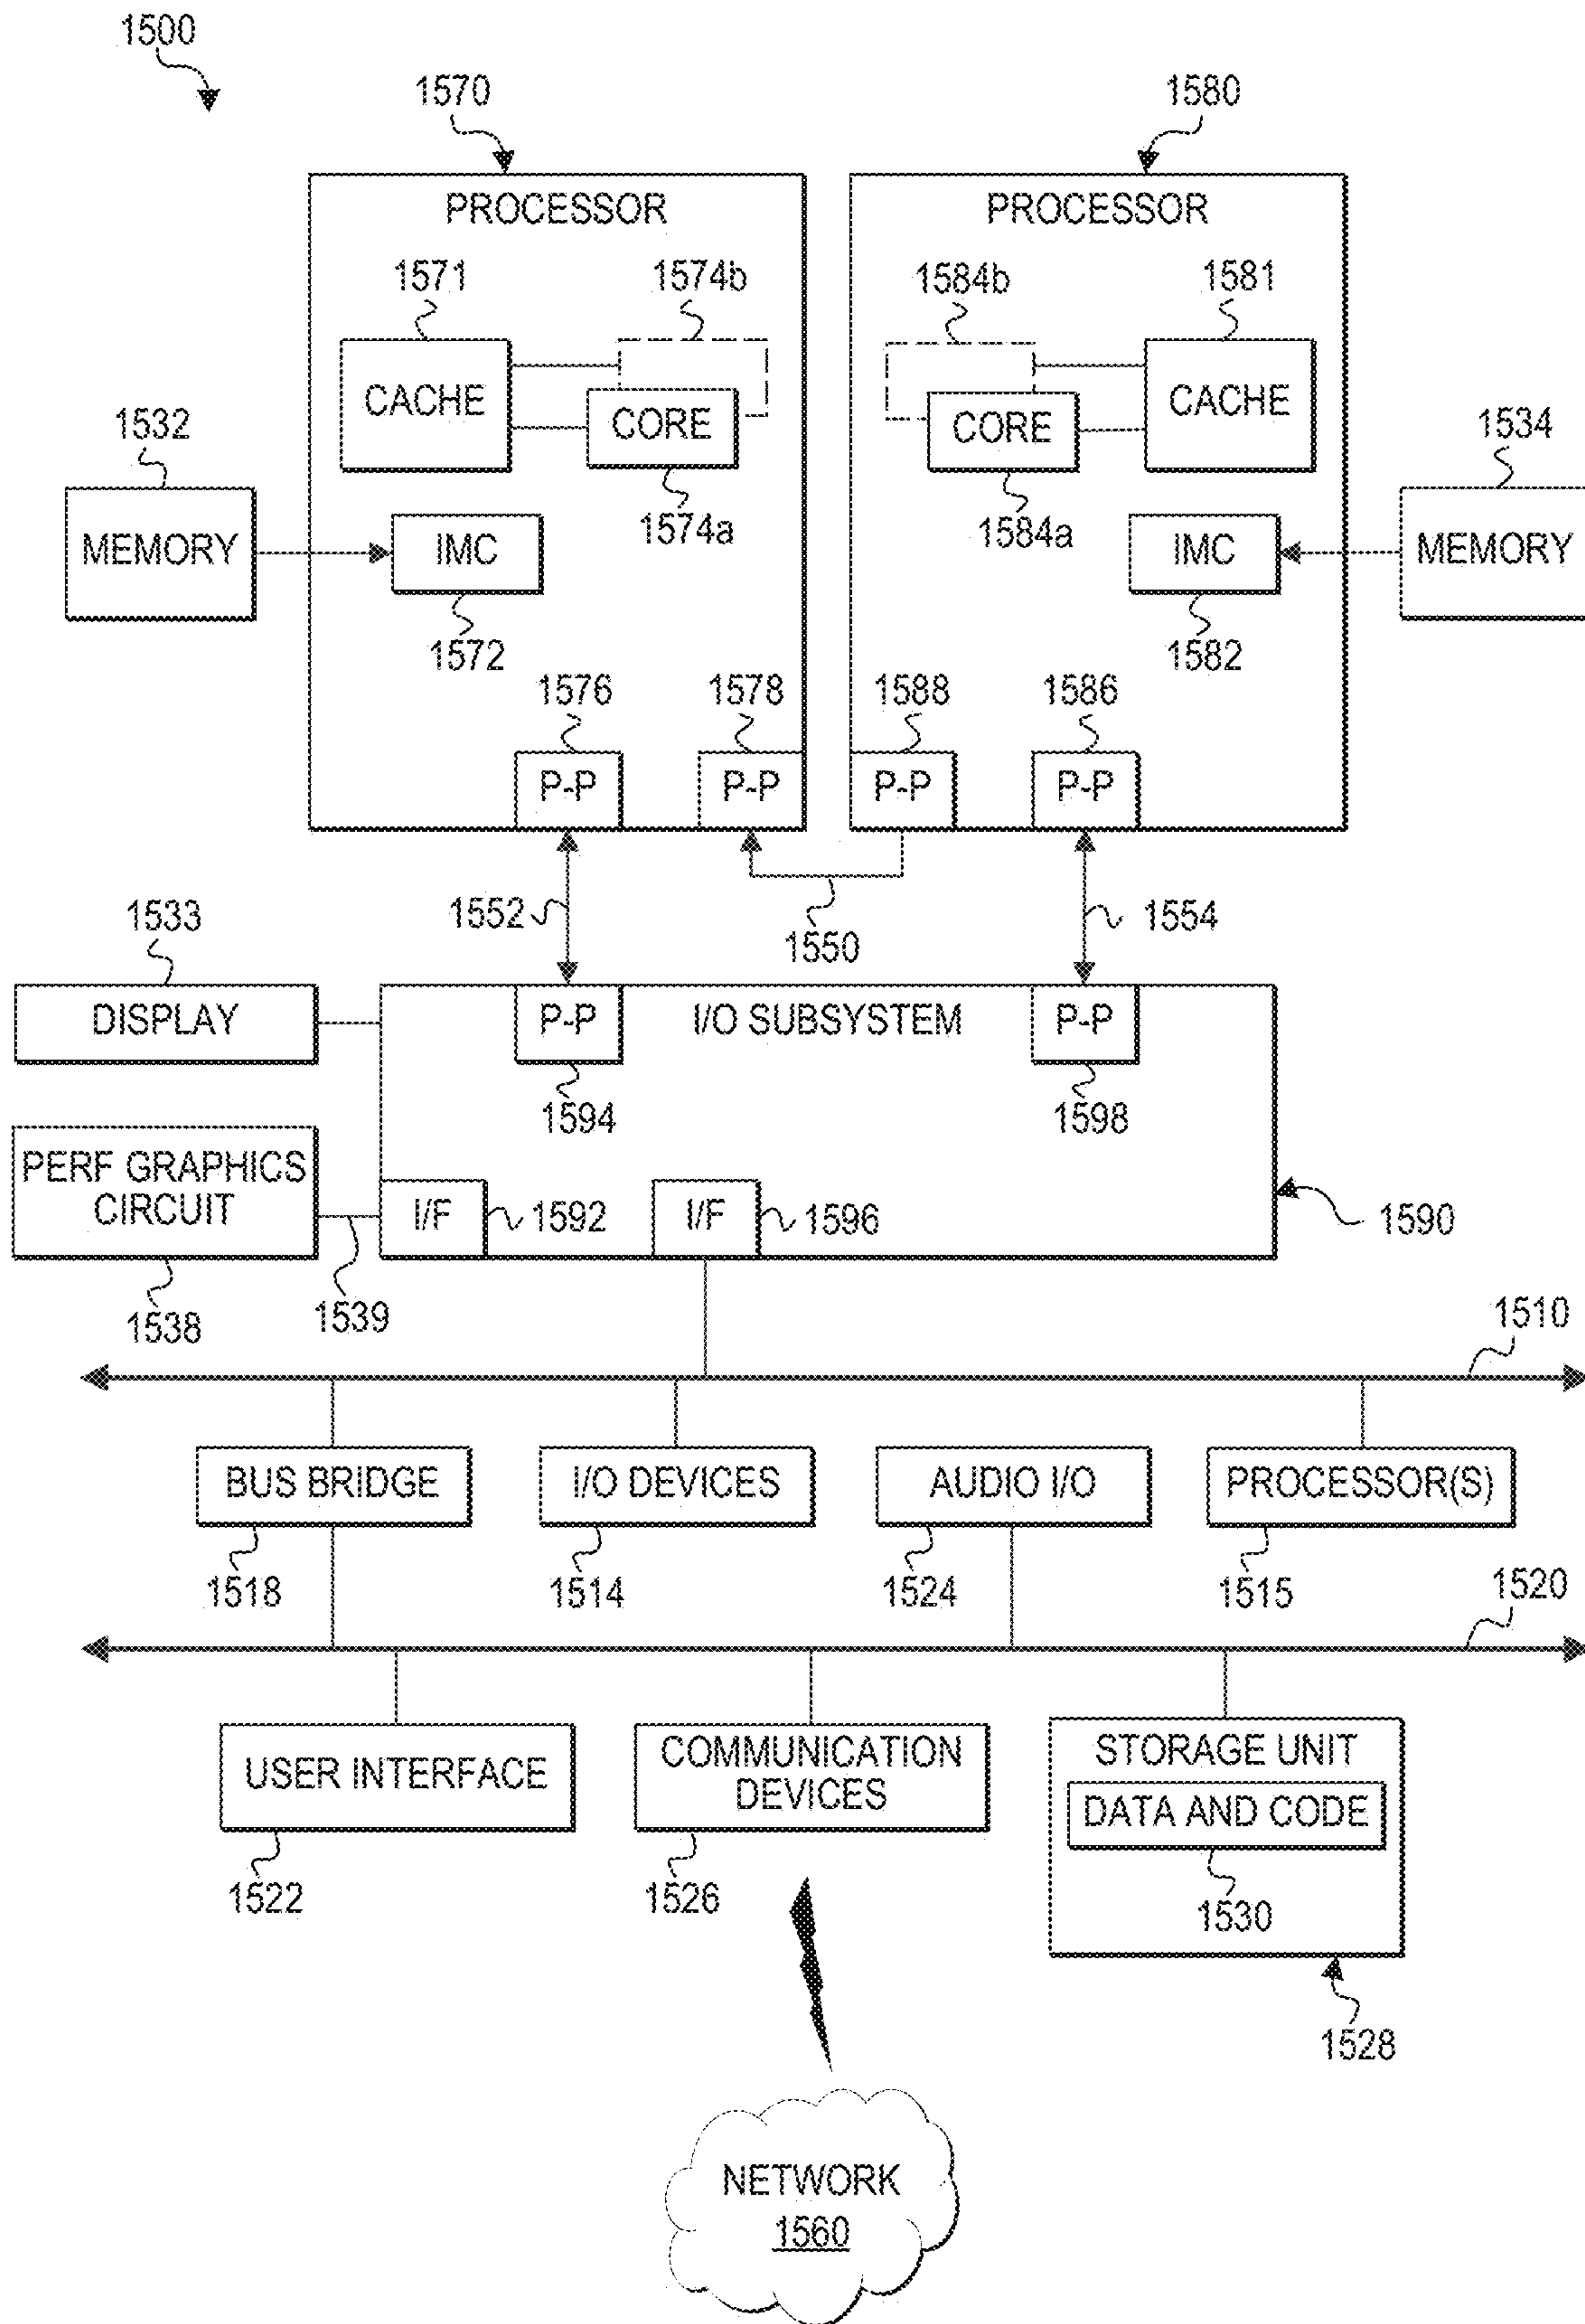 1500
1570
1580
PROCESSOR
PROCESSOR
1571
1574b
1584b
1581
CACHE
CORE
CORE
CACHE
1532
1534
1574a
1584a
MEMORY
IMC
IMC
MEMORY
1572
1582
1576
1578
1588
1586
P-P
P-P
P-P
P-P
1552
1550
1554
1533
DISPLAY
P-P
I/O SUBSYSTEM
P-P
1594
1598
PERF GRAPHICS
CIRCUIT
I/F
1592
I/F
1596
1590
1538
1539
1510
BUS BRIDGE
I/O DEVICES
AUDIO I/O
PROCESSOR(S)
1518
1514
1524
1515
1520
USER INTERFACE
COMMUNICATION
DEVICES
STORAGE UNIT
DATA AND CODE
1522
1526
1530
1528
NETWORK
1560